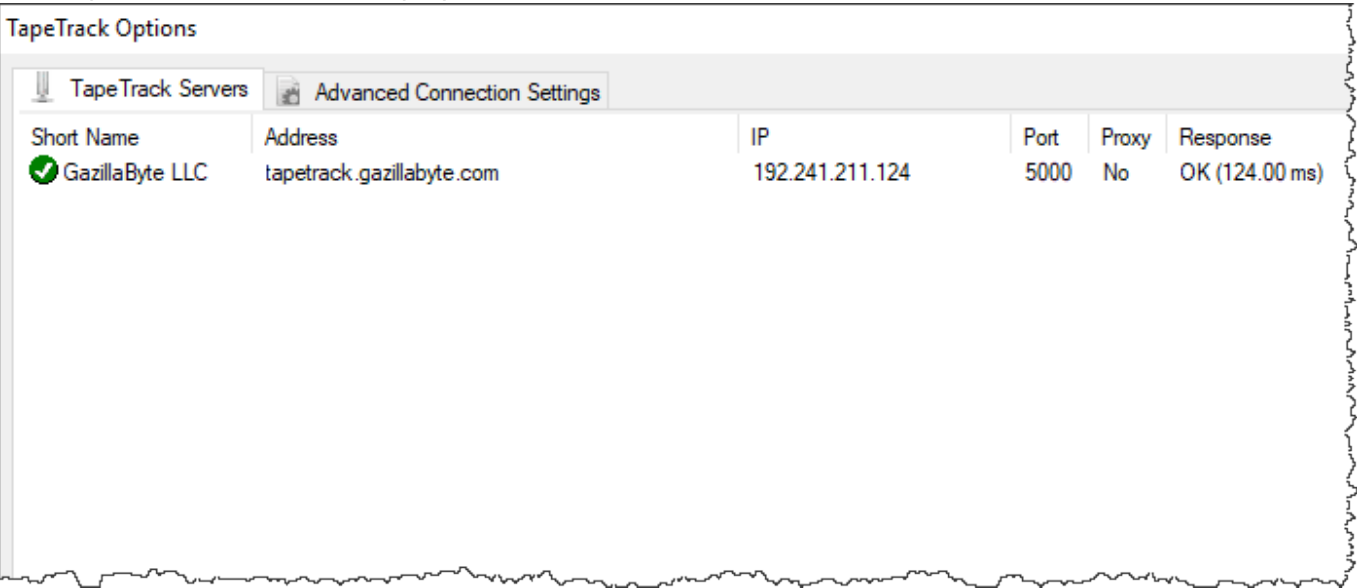 TapeTrack Options
TapeTrack Servers Advanced Connection Settings
Short Name Address IP Port Proxy Response
GazillaByte LLC tapetrack.gazillabyte.com 192.241.211.124 5000 No OK (124.00 ms)